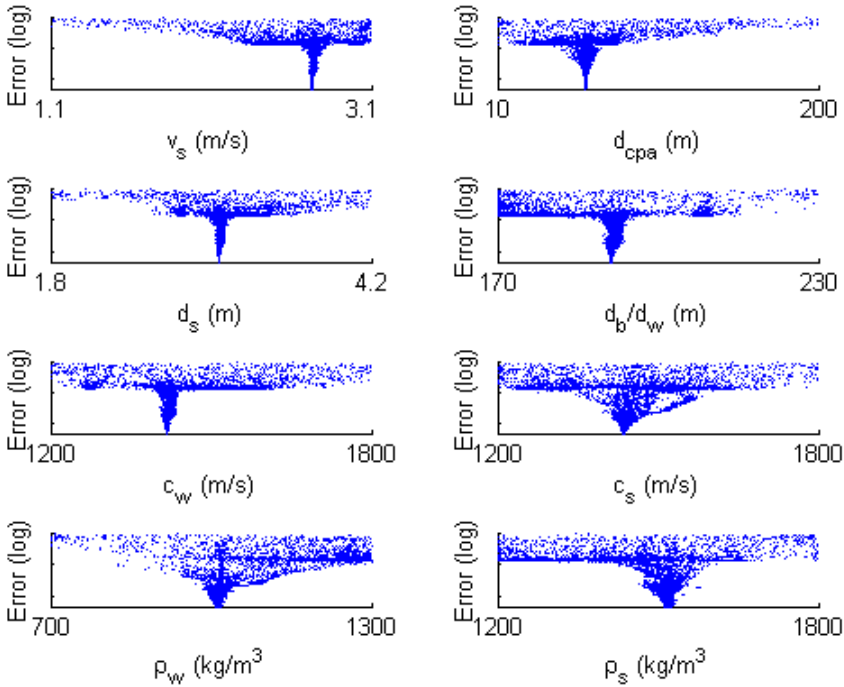 Error (log) Error (log)
1.1 3.1 10 200
v_s (m/s) d_cpa (m)
Error (log) Error (log)
1.8 4.2 170 230
d_s (m) d_b/d_w (m)
Error (log) Error (log)
1200 1800 1200 1800
c_w (m/s) c_s (m/s)
Error (log) Error (log)
700 1300 1200 1800
ρ_w (kg/m³ ρ_s (kg/m³